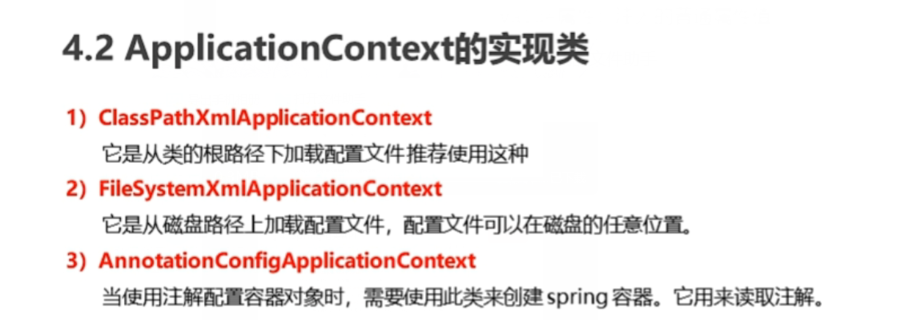 4.2 ApplicationContext的实现类
1）ClassPathXmlApplicationContext
它是从类的根路径下加载配置文件 推荐使用这种
2）FileSystemXmlApplicationContext
它是从磁盘路径上加载配置文件，配置文件可以在磁盘的任意位置。
3）AnnotationConfigApplicationContext
当使用注解配置容器对象时，需要使用此类来创建 spring 容器。它用来读取注解。